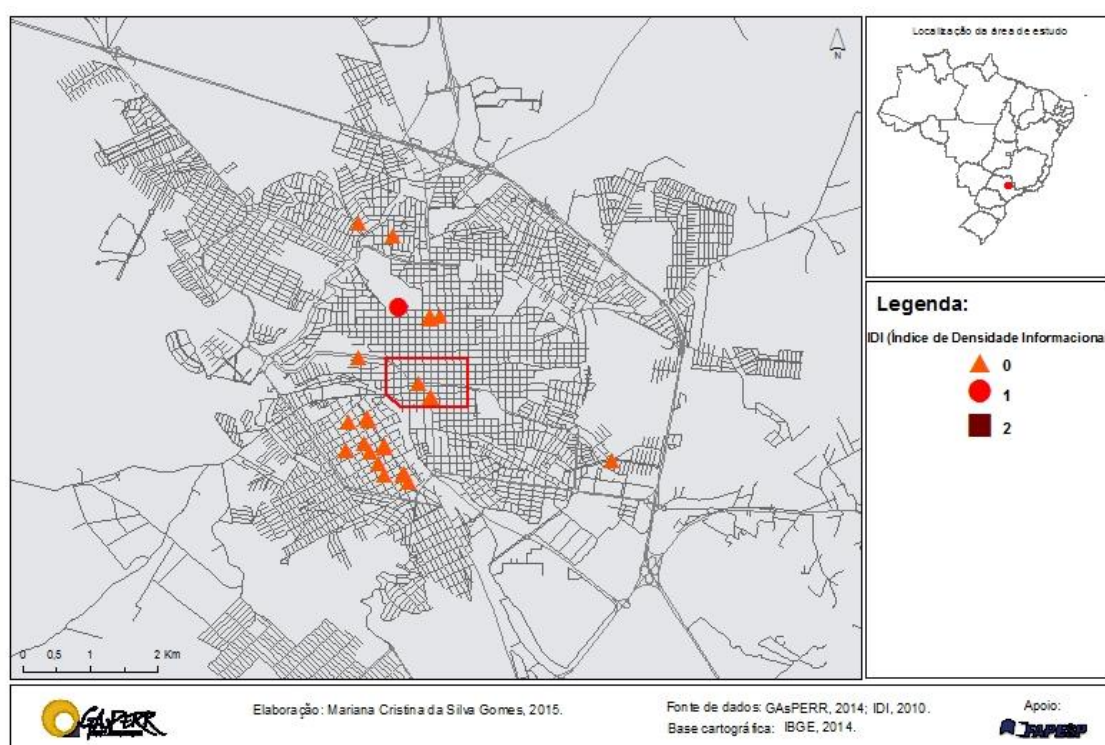 Localização da área de estudo
N
Legenda:
IDI (Índice de Densidade Informaciona
0
1
2
0 0,5 1 2 Km
GAsPERR
Elaboração: Mariana Cristina da Silva Gomes, 2015.
Fonte de dados: GAsPERR, 2014; IDI, 2010.
Base cartográfica: IBGE, 2014.
Apoio:
FAPESP